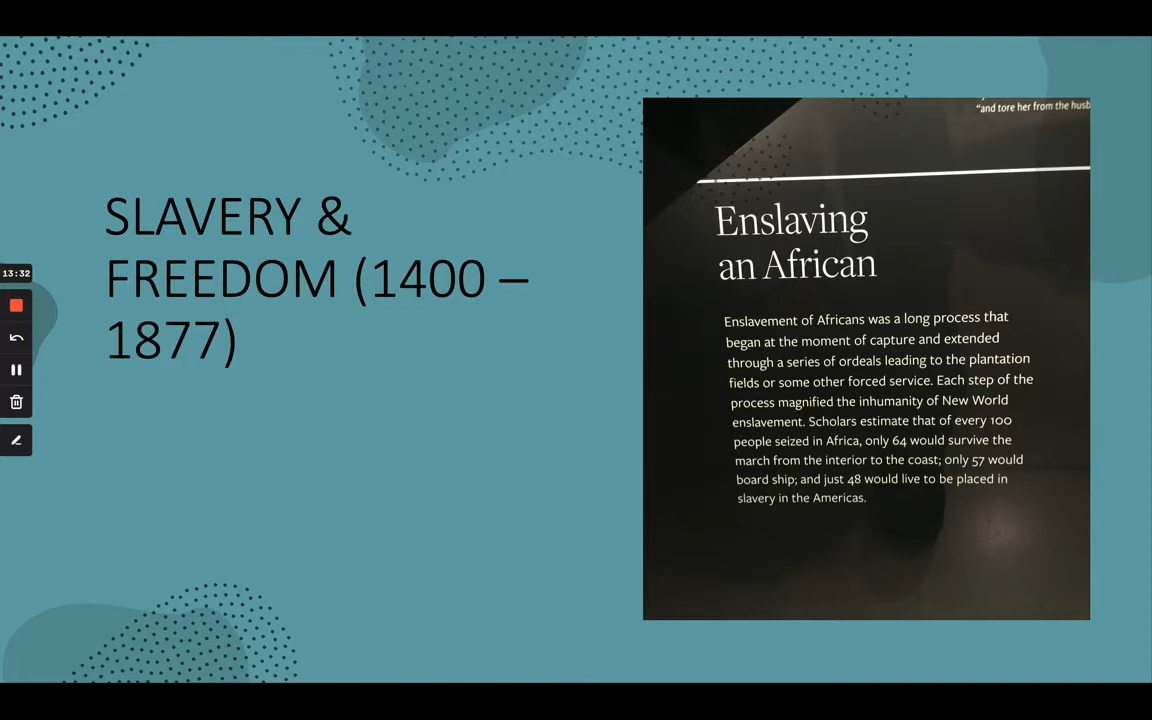 SLAVERY &
FREEDOM (1400 –
1877)
13:32
"and tore her from the husb
Enslaving
an African
Enslavement of Africans was a long process that
began at the moment of capture and extended
through a series of ordeals leading to the plantation
fields or some other forced service. Each step of the
process magnified the inhumanity of New World
enslavement. Scholars estimate that of every 100
people seized in Africa, only 64 would survive the
march from the interior to the coast; only 57 would
board ship; and just 48 would live to be placed in
slavery in the Americas.